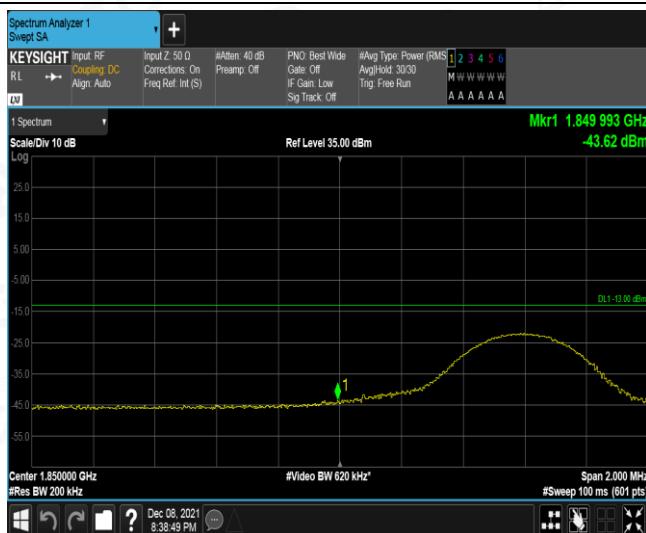 Spectrum Analyzer 1
Swept SA
+
KEYSIGHT
RL
LXI
Input: RF
Coupling: DC
Align: Auto
Input Z: 50 Ω
Corrections: On
Freq Ref: Int (S)
#Atten: 40 dB
Preamp: Off
PNO: Best Wide
Gate: Off
IF Gain: Low
Sig Track: Off
#Avg Type: Power (RMS
Avg|Hold: 30/30
Trig: Free Run
1 2 3 4 5 6
M W W W W W
A A A A A A
1 Spectrum
Mkr1 1.849 993 GHz
Scale/Div 10 dB
Ref Level 35.00 dBm
-43.62 dBm
Log
25.0
15.0
5.00
-5.00
DL1 -13.00 dBm
-15.0
-25.0
-35.0
1
-45.0
-55.0
Center 1.850000 GHz
#Video BW 620 kHz*
Span 2.000 MHz
#Res BW 200 kHz
#Sweep 100 ms (601 pts
?
Dec 08, 2021
8:38:49 PM